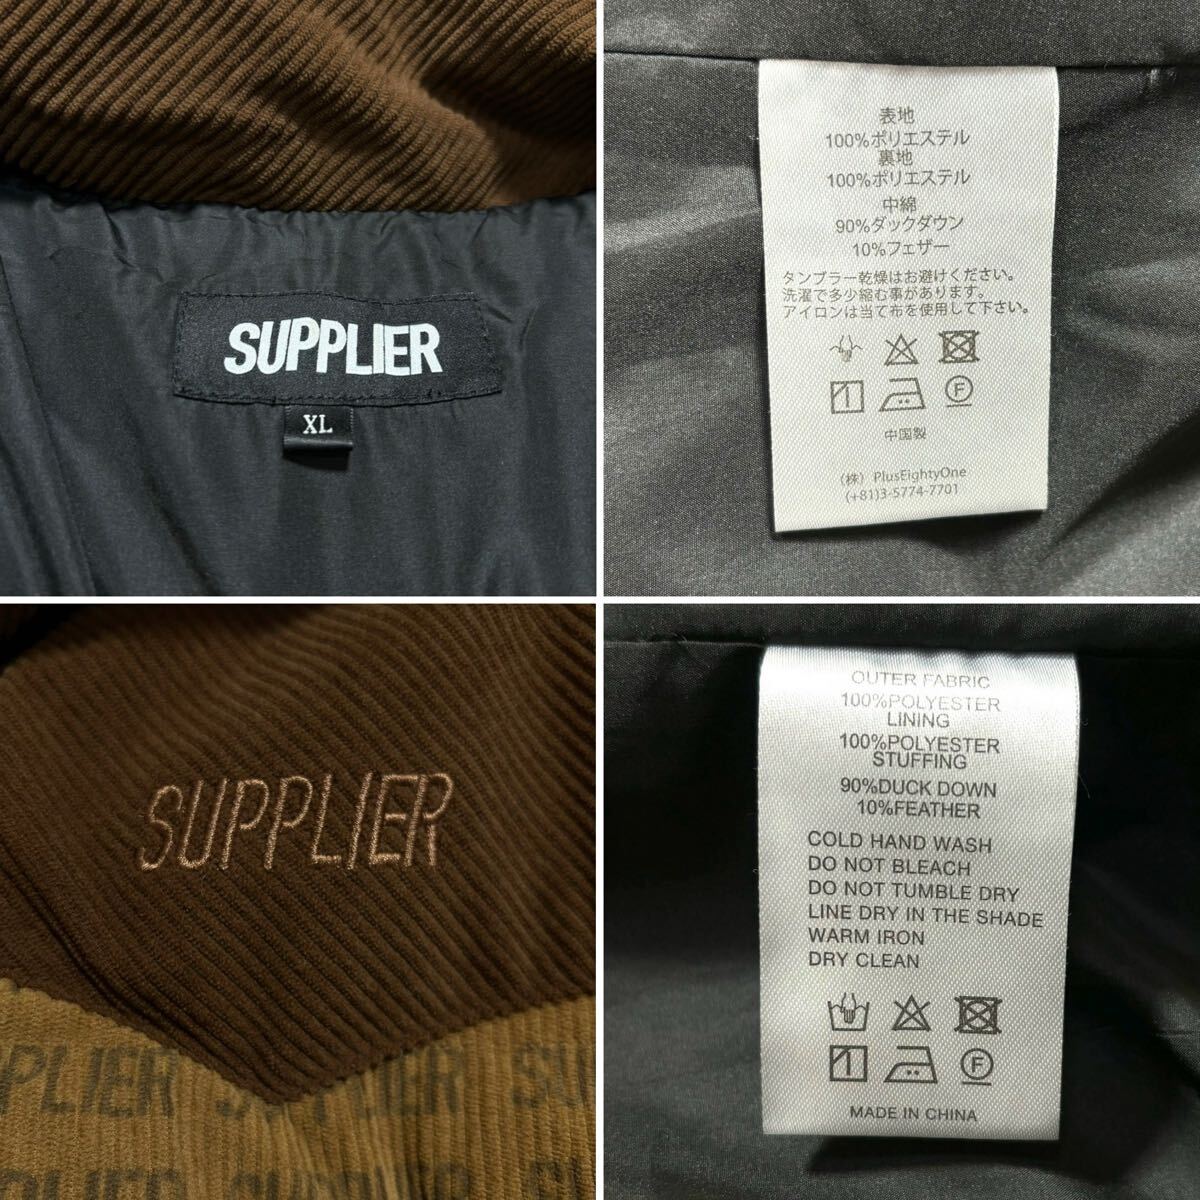 SUPPLIER
XL
表地
100%ポリエステル
裏地
100%ポリエステル
中綿
90%ダックダウン
10%フェザー
タンブラー乾燥はお避けください。
洗濯で多少縮む事があります。
アイロンは当て布を使用して下さい。
F
中国製
（株） PlusEightyOne
(+81)3-5774-7701
SUPPLIER
PLIER SUPPLIER SU
PPLIER SUPPLIER SU
OUTER FABRIC
100%POLYESTER
LINING
100%POLYESTER
STUFFING
90%DUCK DOWN
10%FEATHER
COLD HAND WASH
DO NOT BLEACH
DO NOT TUMBLE DRY
LINE DRY IN THE SHADE
WARM IRON
DRY CLEAN
F
MADE IN CHINA